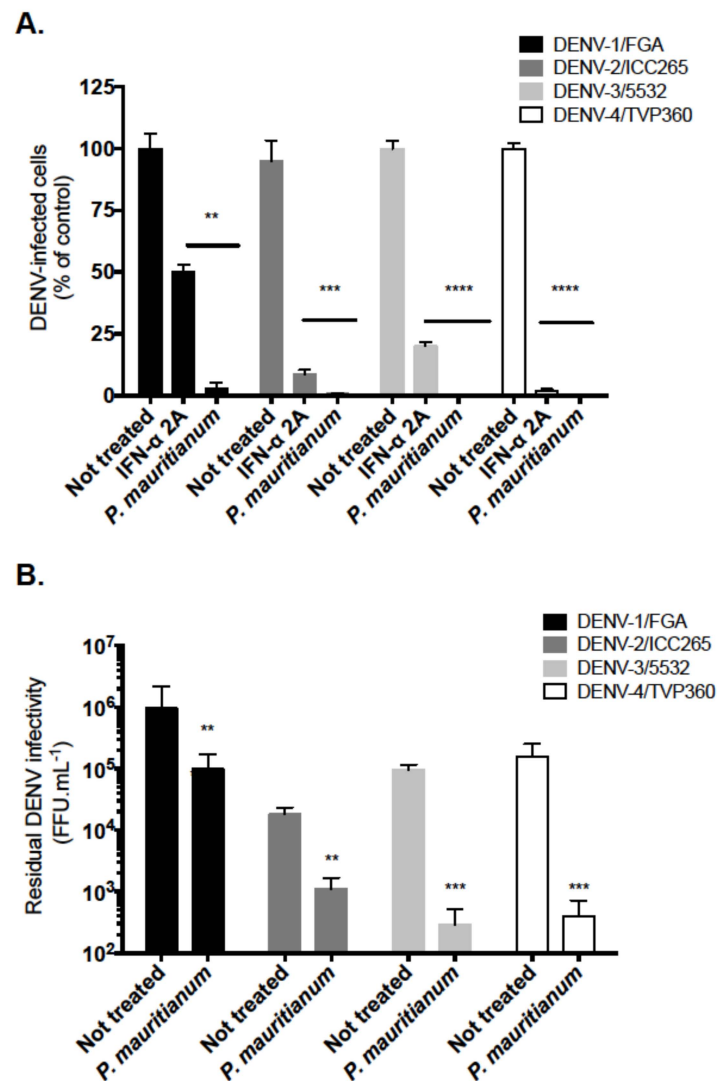 A.
DENV-1/FGA
DENV-2/ICC265
DENV-3/5532
DENV-4/TVP360
DENV-infected cells
(% of control)
125
100
75
50
25
0
**
***
****
****
Not treated
IFN-α 2A
P. mauritianum
Not treated
IFN-α 2A
P. mauritianum
Not treated
IFN-α 2A
P. mauritianum
Not treated
IFN-α 2A
P. mauritianum
B.
DENV-1/FGA
DENV-2/ICC265
DENV-3/5532
DENV-4/TVP360
Residual DENV infectivity
(FFU.mL⁻¹)
10⁷
10⁶
10⁵
10⁴
10³
10²
**
**
***
***
Not treated
P. mauritianum
Not treated
P. mauritianum
Not treated
P. mauritianum
Not treated
P. mauritianum